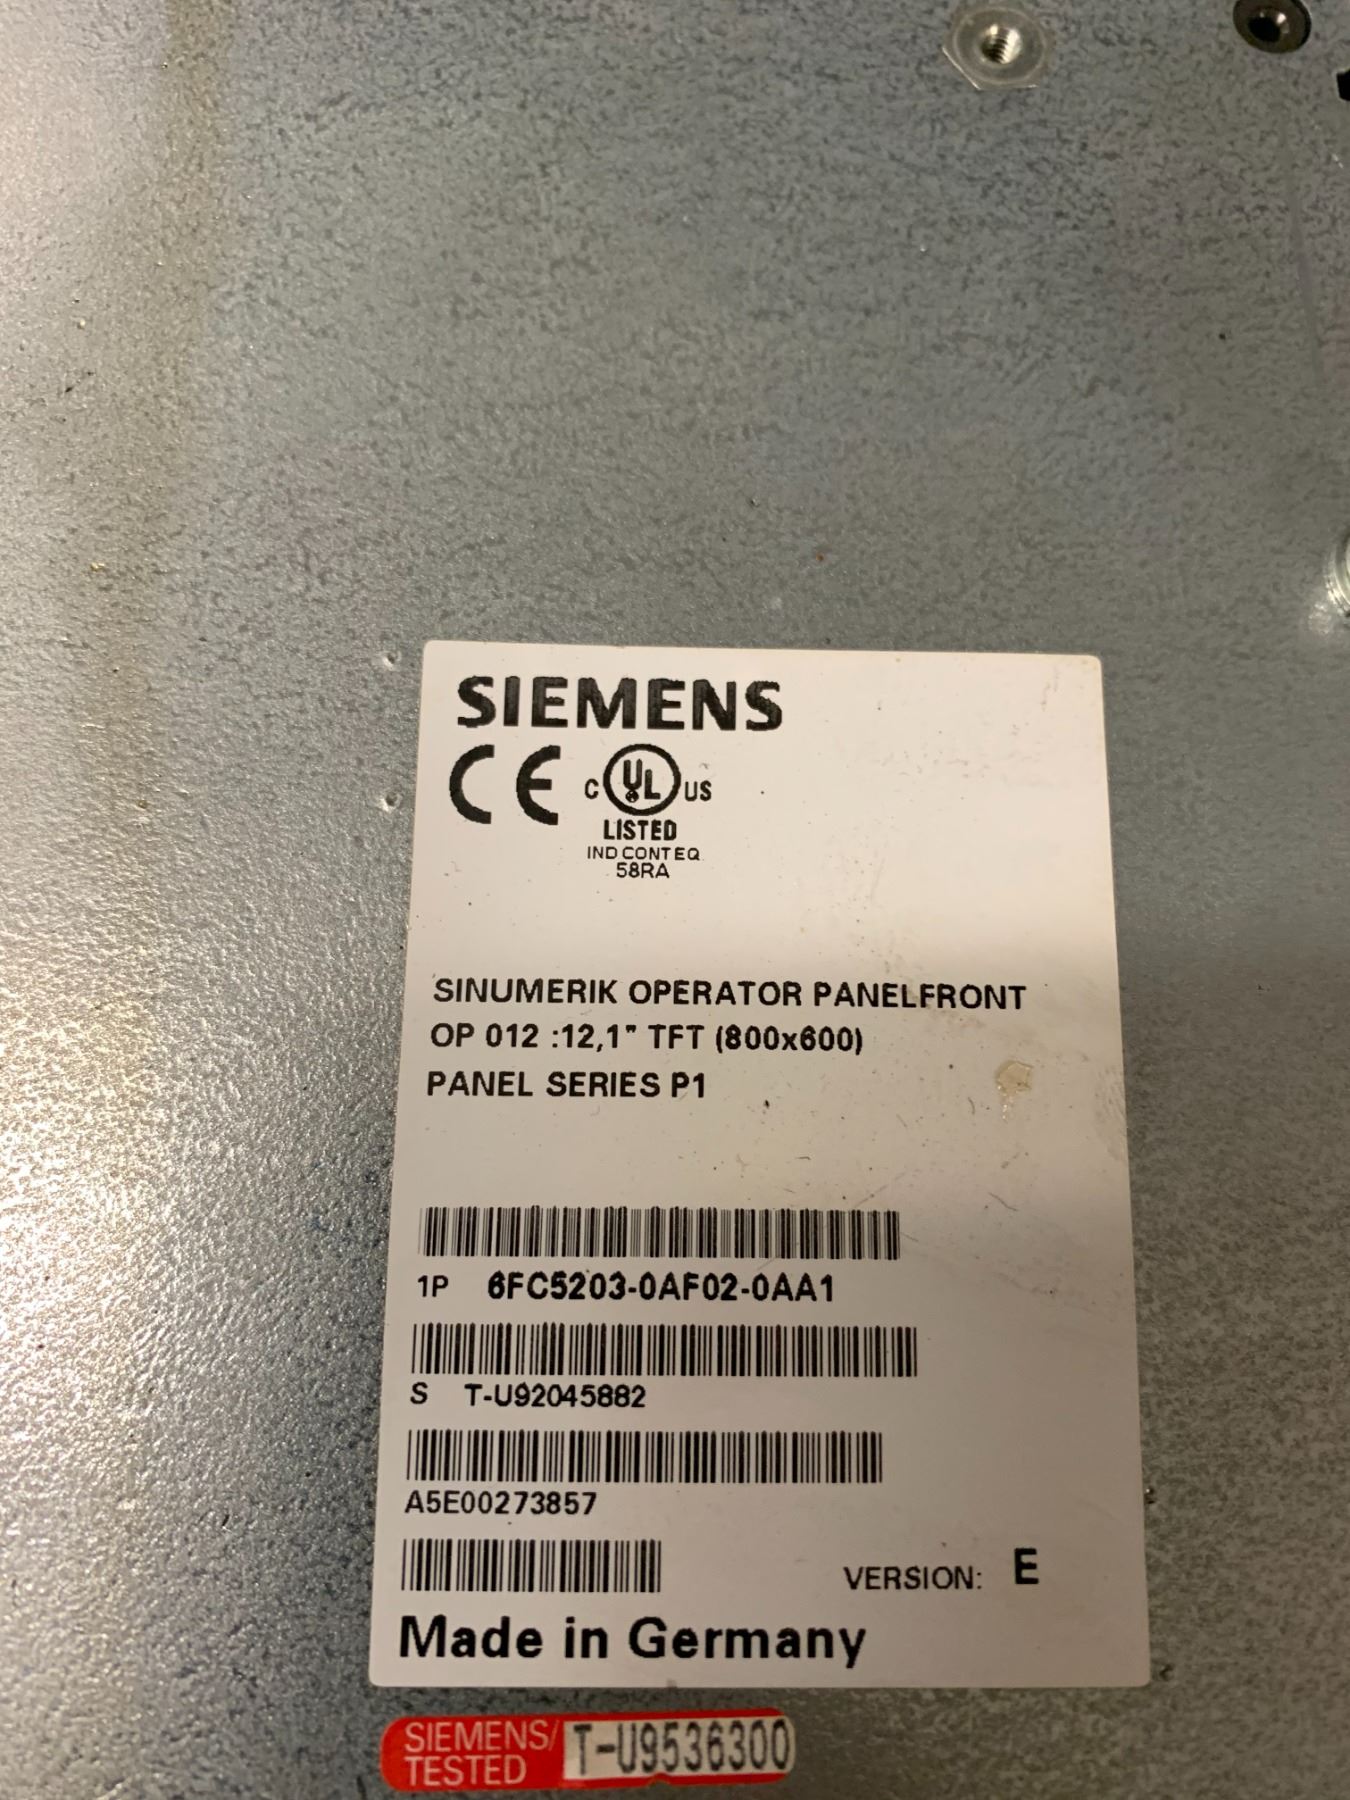 SIEMENS
CE C UL US
LISTED
IND CONT EQ
58RA
SINUMERIK OPERATOR PANELFRONT
OP 012 :12,1" TFT (800x600)
PANEL SERIES P1
1P 6FC5203-0AF02-0AA1
S T-U92045882
A5E00273857
VERSION: E
Made in Germany
SIEMENS/ T-U9536300
TESTED